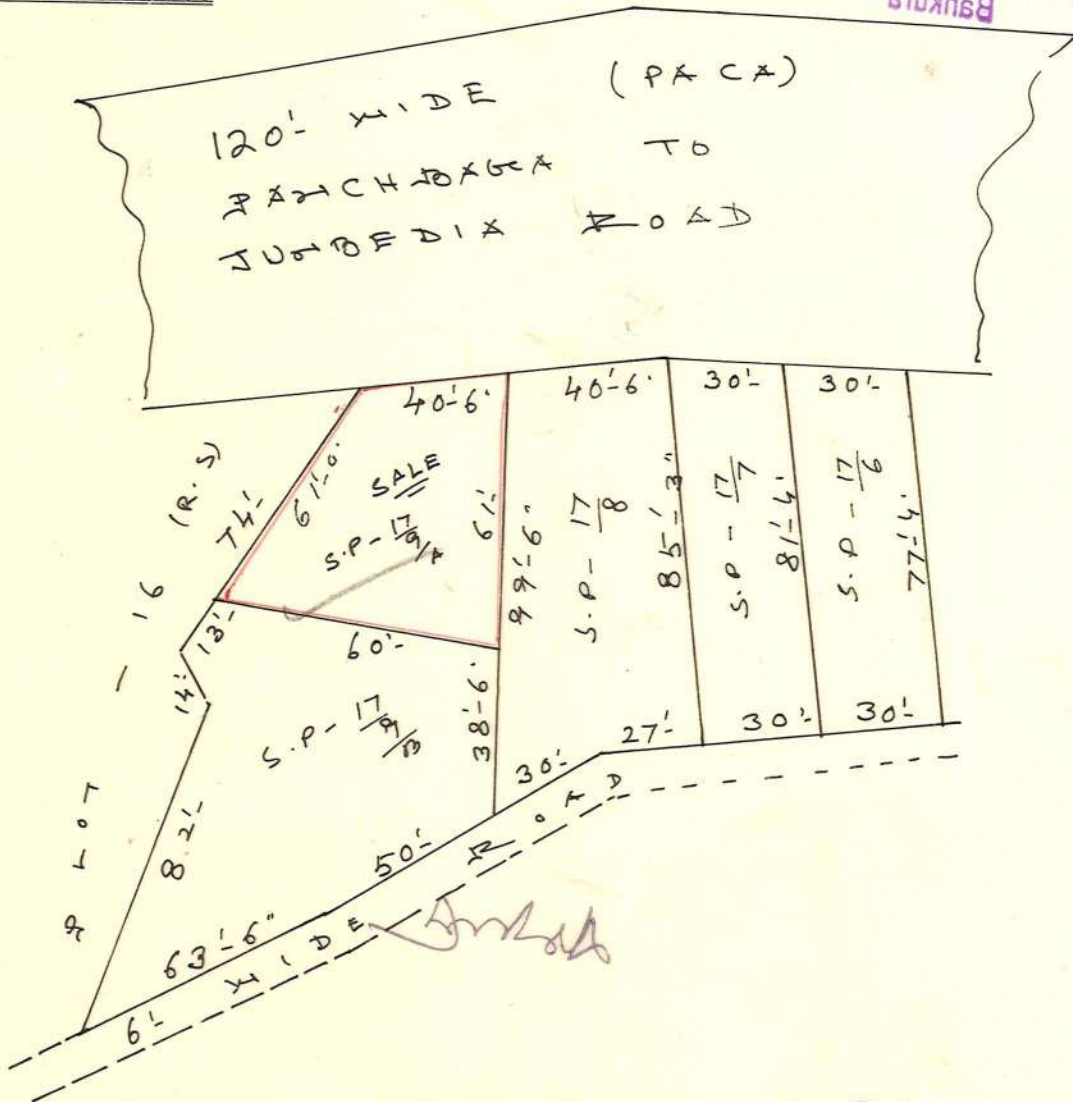 Bankura
120'- WIDE (PACA)
PANCHBAGA TO
JUNBEDIA ROAD
40'-6" 40'-6" 30'- 30'-
PLOT - 16 (R.S)
74'-
61'-0"
SALE
S.P - 17/9/A
61'-
99'-6"
S.P - 17/8
85'-3"
S.P - 17/7
81'-4"
S.P - 17/6
77'-4"
13'-
14'-
60'-
S.P - 17/9/B
38'-6"
82'-
63'-6"
50'-
30'-
27'-
30'-
30'-
6'- WIDE ROAD